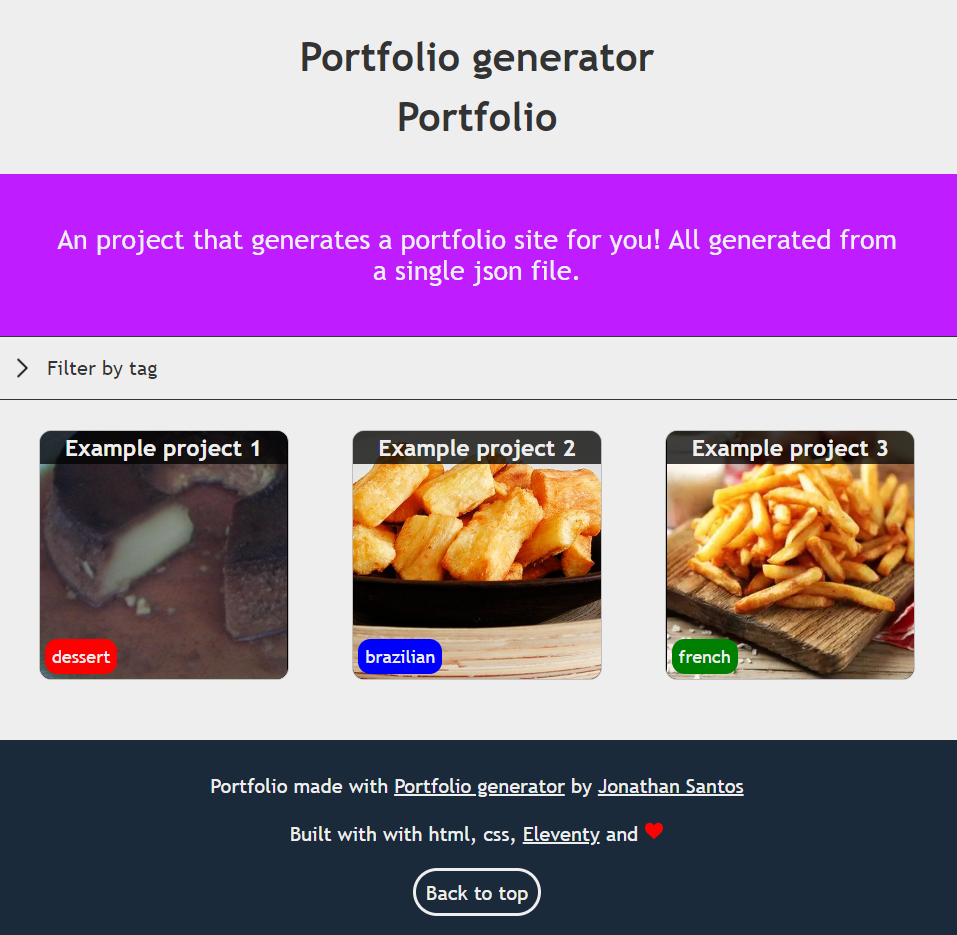 Portfolio generator
Portfolio
An project that generates a portfolio site for you! All generated from
a single json file.
Filter by tag
Example project 1
Example project 2
Example project 3
dessert
brazilian
french
Portfolio made with Portfolio generator by Jonathan Santos
Built with with html, css, Eleventy and
Back to top